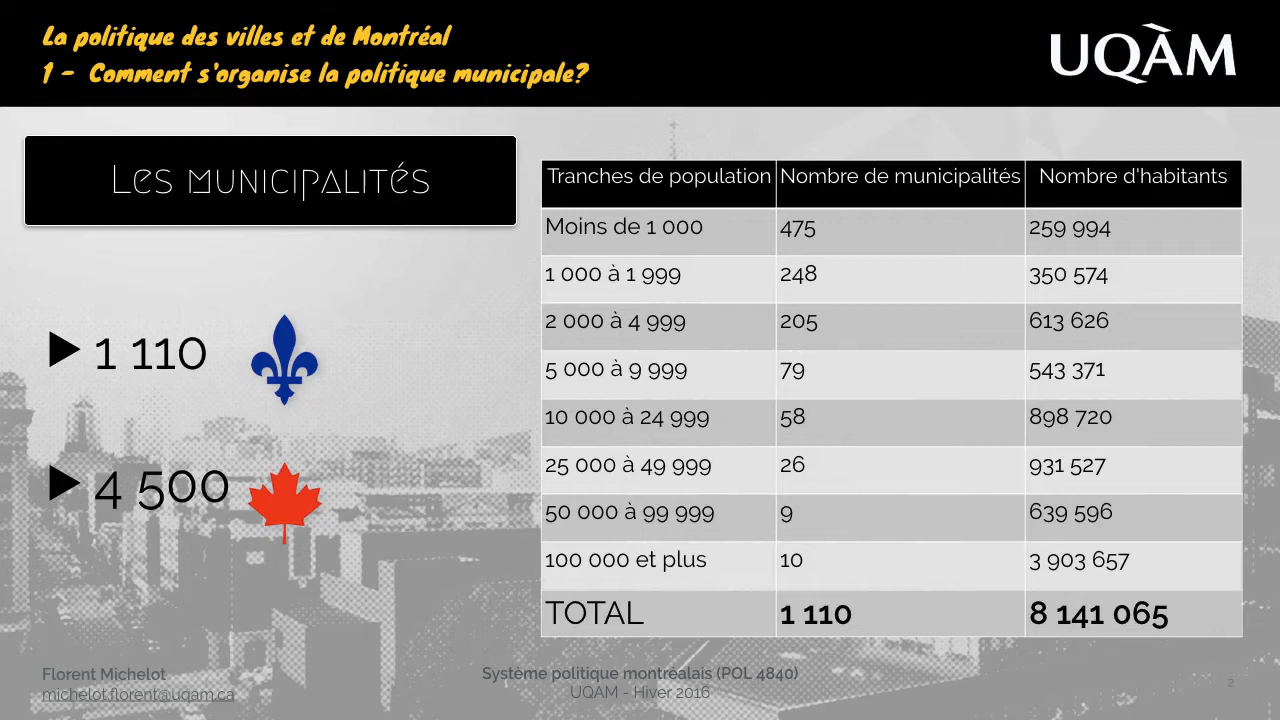 La politique des villes et de Montréal
1 - Comment s'organise la politique municipale?
UQÀM
Les municipalités
1 110
4 500
Tranches de population Nombre de municipalités Nombre d'habitants
Moins de 1 000 475 259 994
1 000 à 1 999 248 350 574
2 000 à 4 999 205 613 626
5 000 à 9 999 79 543 371
10 000 à 24 999 58 898 720
25 000 à 49 999 26 931 527
50 000 à 99 999 9 639 596
100 000 et plus 10 3 903 657
TOTAL 1 110 8 141 065
Florent Michelot
michelot.florent@uqam.ca
Système politique montréalais (POL 4840)
UQAM - Hiver 2016
2